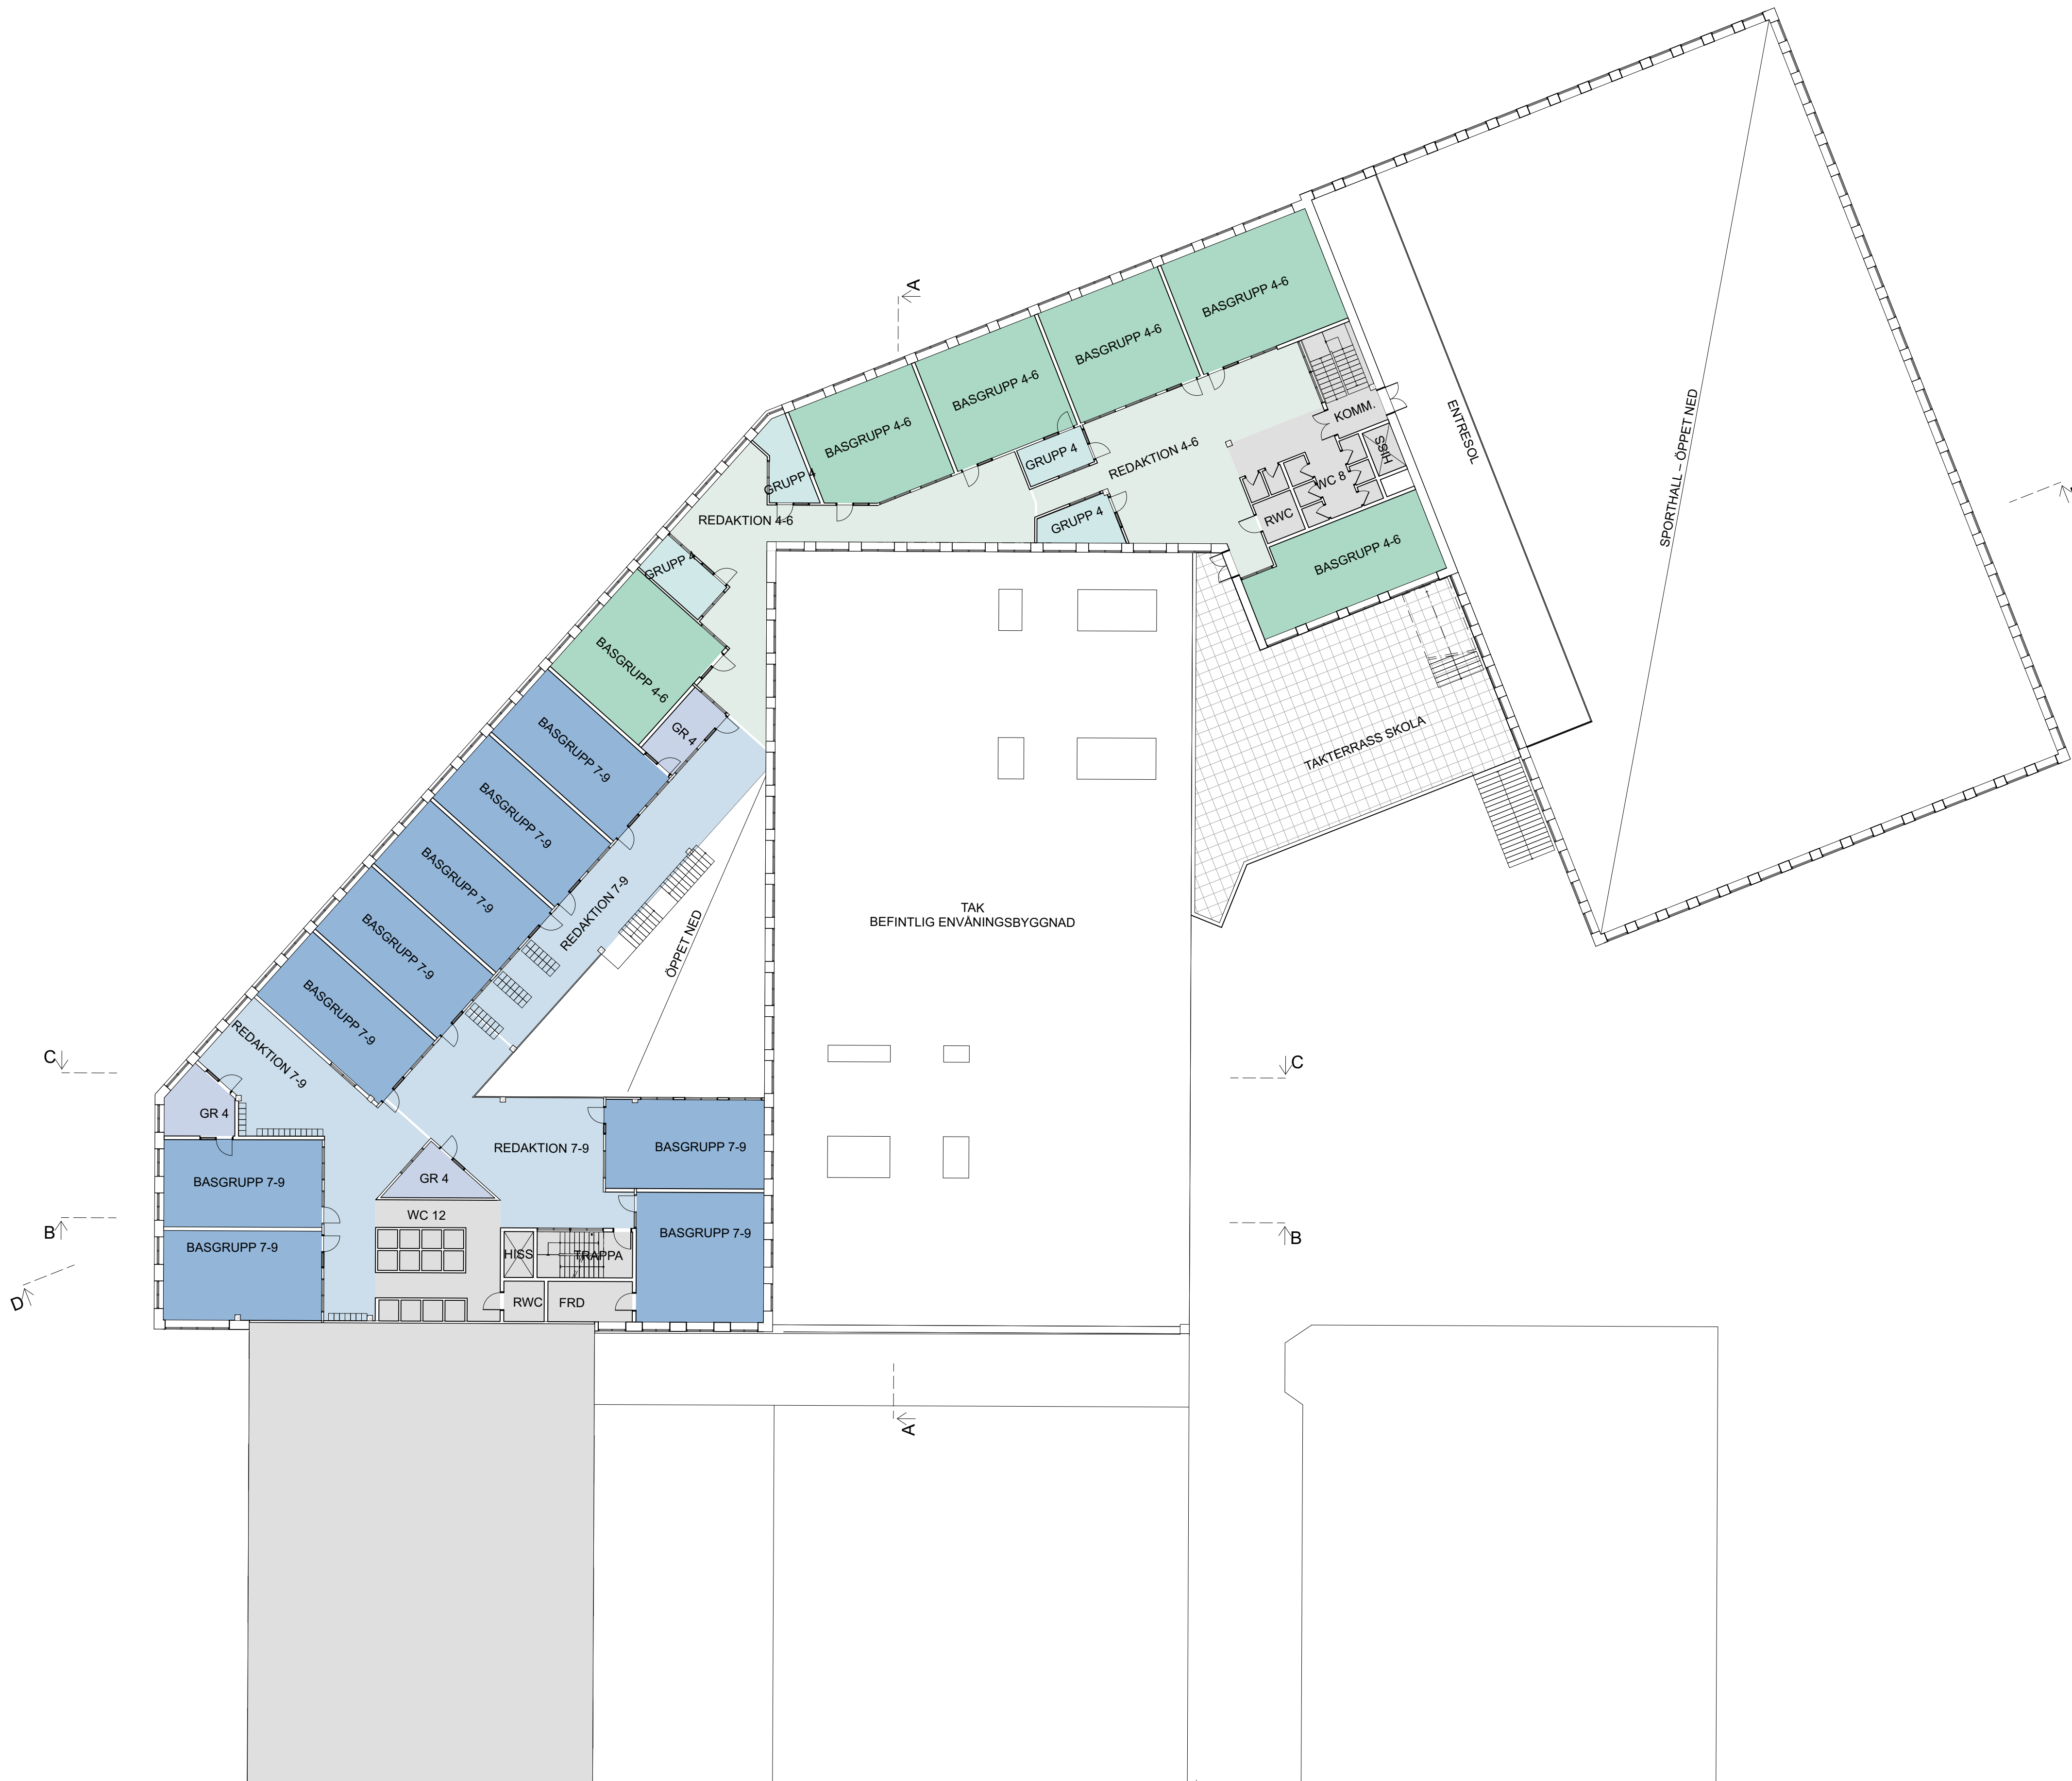 A
BASGRUPP 4-6
BASGRUPP 4-6
BASGRUPP 4-6
BASGRUPP 4-6
KOMM.
HISS
ENTRESOL
SPORTHALL – ÖPPET NED
GRUPP 4
GRUPP 4
REDAKTION 4-6
WC 8
RWC
GRUPP 4
REDAKTION 4-6
BASGRUPP 4-6
GRUPP 4
BASGRUPP 4-6
GR 4
TAKTERRASS SKOLA
BASGRUPP 7-9
BASGRUPP 7-9
BASGRUPP 7-9
BASGRUPP 7-9
BASGRUPP 7-9
REDAKTION 7-9
ÖPPET NED
TAK
BEFINTLIG ENVÅNINGSBYGGNAD
REDAKTION 7-9
C
C
GR 4
REDAKTION 7-9
BASGRUPP 7-9
BASGRUPP 7-9
GR 4
WC 12
BASGRUPP 7-9
B
B
BASGRUPP 7-9
HISS
TRAPPA
D
RWC
FRD
A